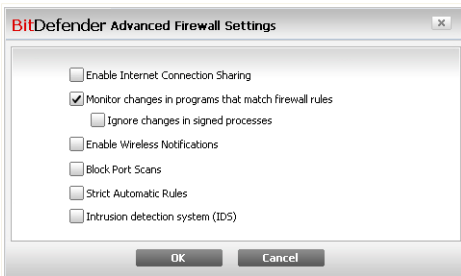 BitDefender Advanced Firewall Settings
Enable Internet Connection Sharing
Monitor changes in programs that match firewall rules
Ignore changes in signed processes
Enable Wireless Notifications
Block Port Scans
Strict Automatic Rules
Intrusion detection system (IDS)
OK Cancel